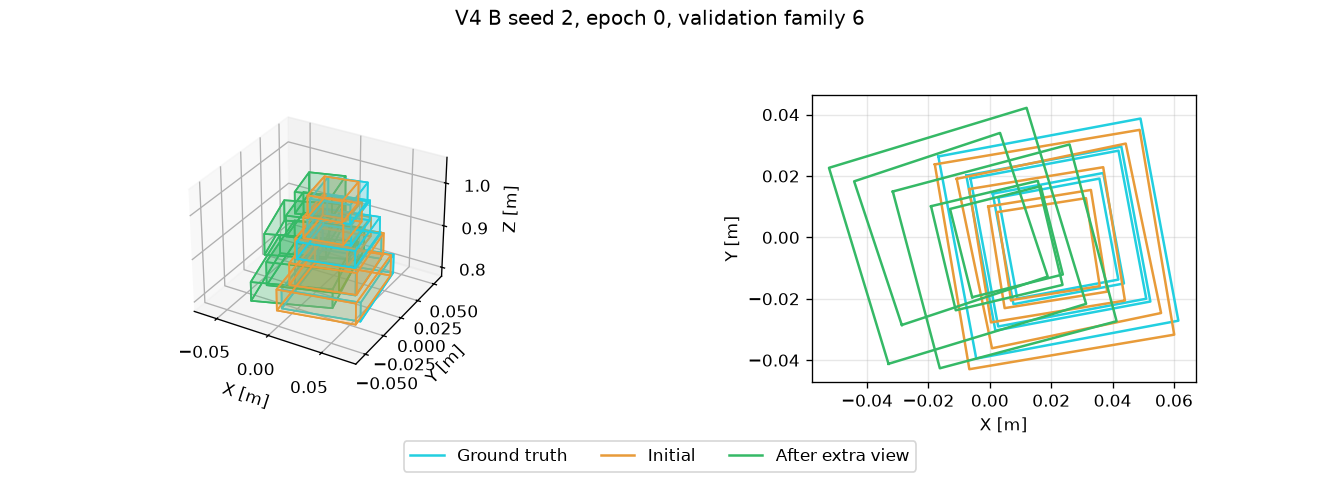 V4 B seed 2, epoch 0, validation family 6
1.0
0.9
0.8
Z [m]
0.050
0.025
0.000
−0.025
−0.050
Y [m]
−0.05
0.00
0.05
X [m]
0.04
0.02
0.00
−0.02
−0.04
Y [m]
−0.04 −0.02 0.00 0.02 0.04 0.06
X [m]
Ground truth Initial After extra view